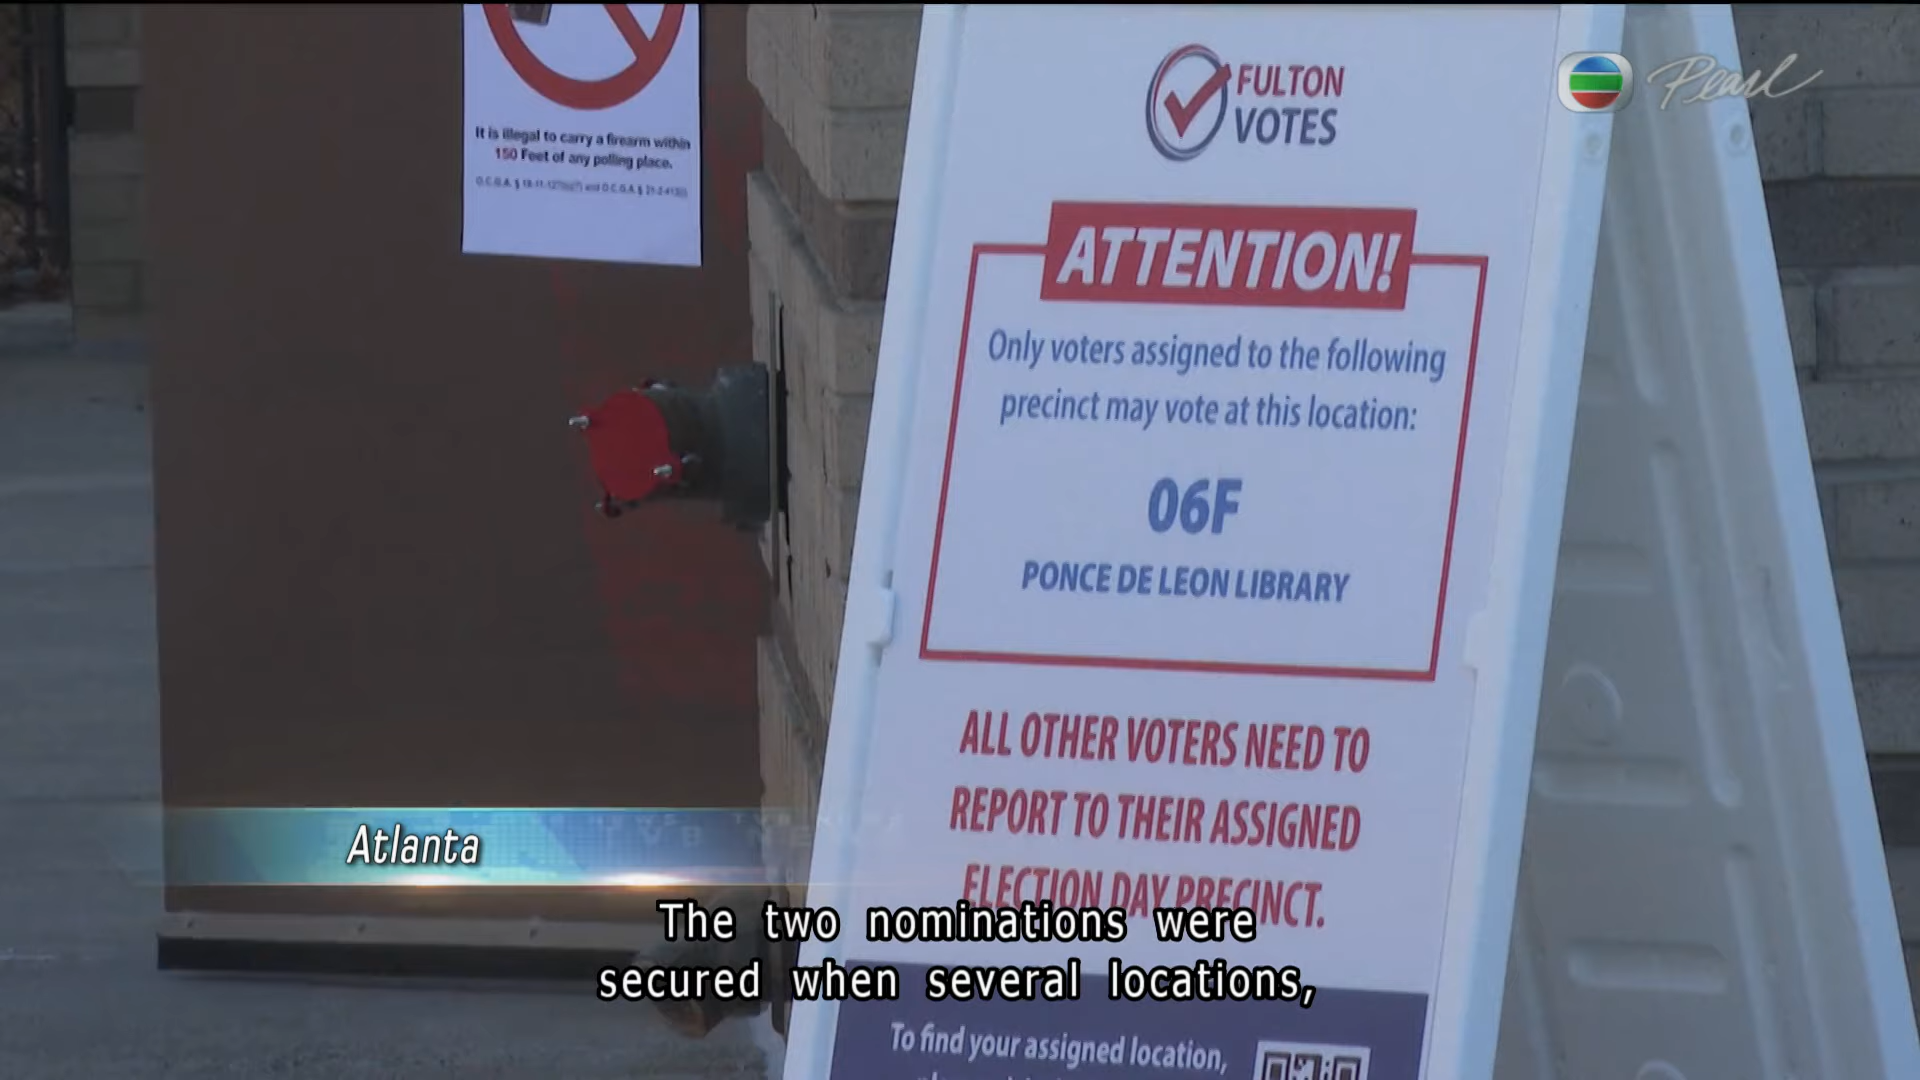 It is illegal to carry a firearm within
150 Feet of any polling place.
FULTON
VOTES
Pearl
ATTENTION!
Only voters assigned to the following
precinct may vote at this location:
06F
PONCE DE LEON LIBRARY
ALL OTHER VOTERS NEED TO
REPORT TO THEIR ASSIGNED
ELECTION DAY PRECINCT.
Atlanta
The two nominations were
secured when several locations,
To find your assigned location,